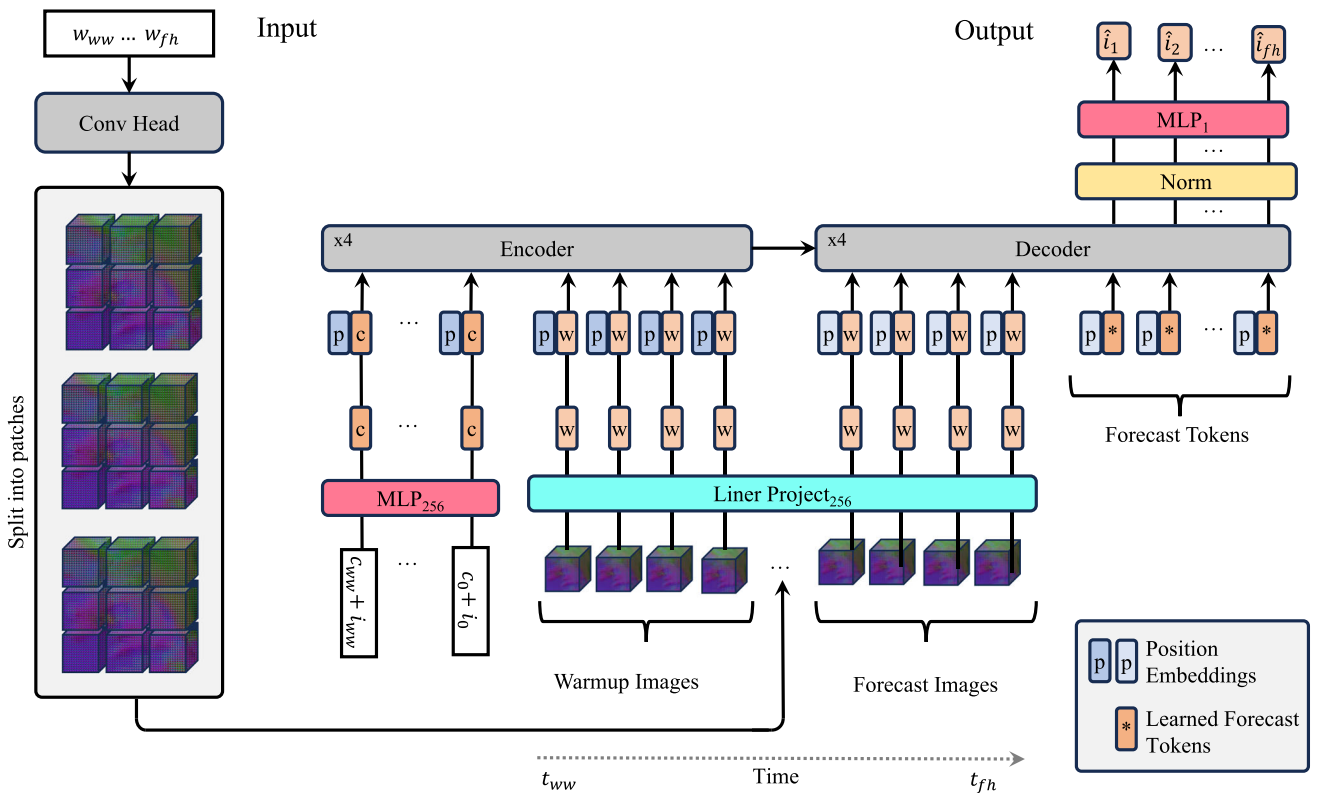 w_ww ... w_fh
Input
Output
î_1 î_2 ... î_fh
Conv Head
MLP_1
...
Norm
...
x4
Encoder
x4
Decoder
p c ... p c p w p w p w p w p w p w p w p w p * p * ... p *
Split into patches
c ... c w w w w w w w w
Forecast Tokens
MLP_256
Liner Project_256
c_ww + i_ww ... c_0 + i_0
...
Warmup Images
Forecast Images
p p Position
Embeddings
* Learned Forecast
Tokens
t_ww Time t_fh